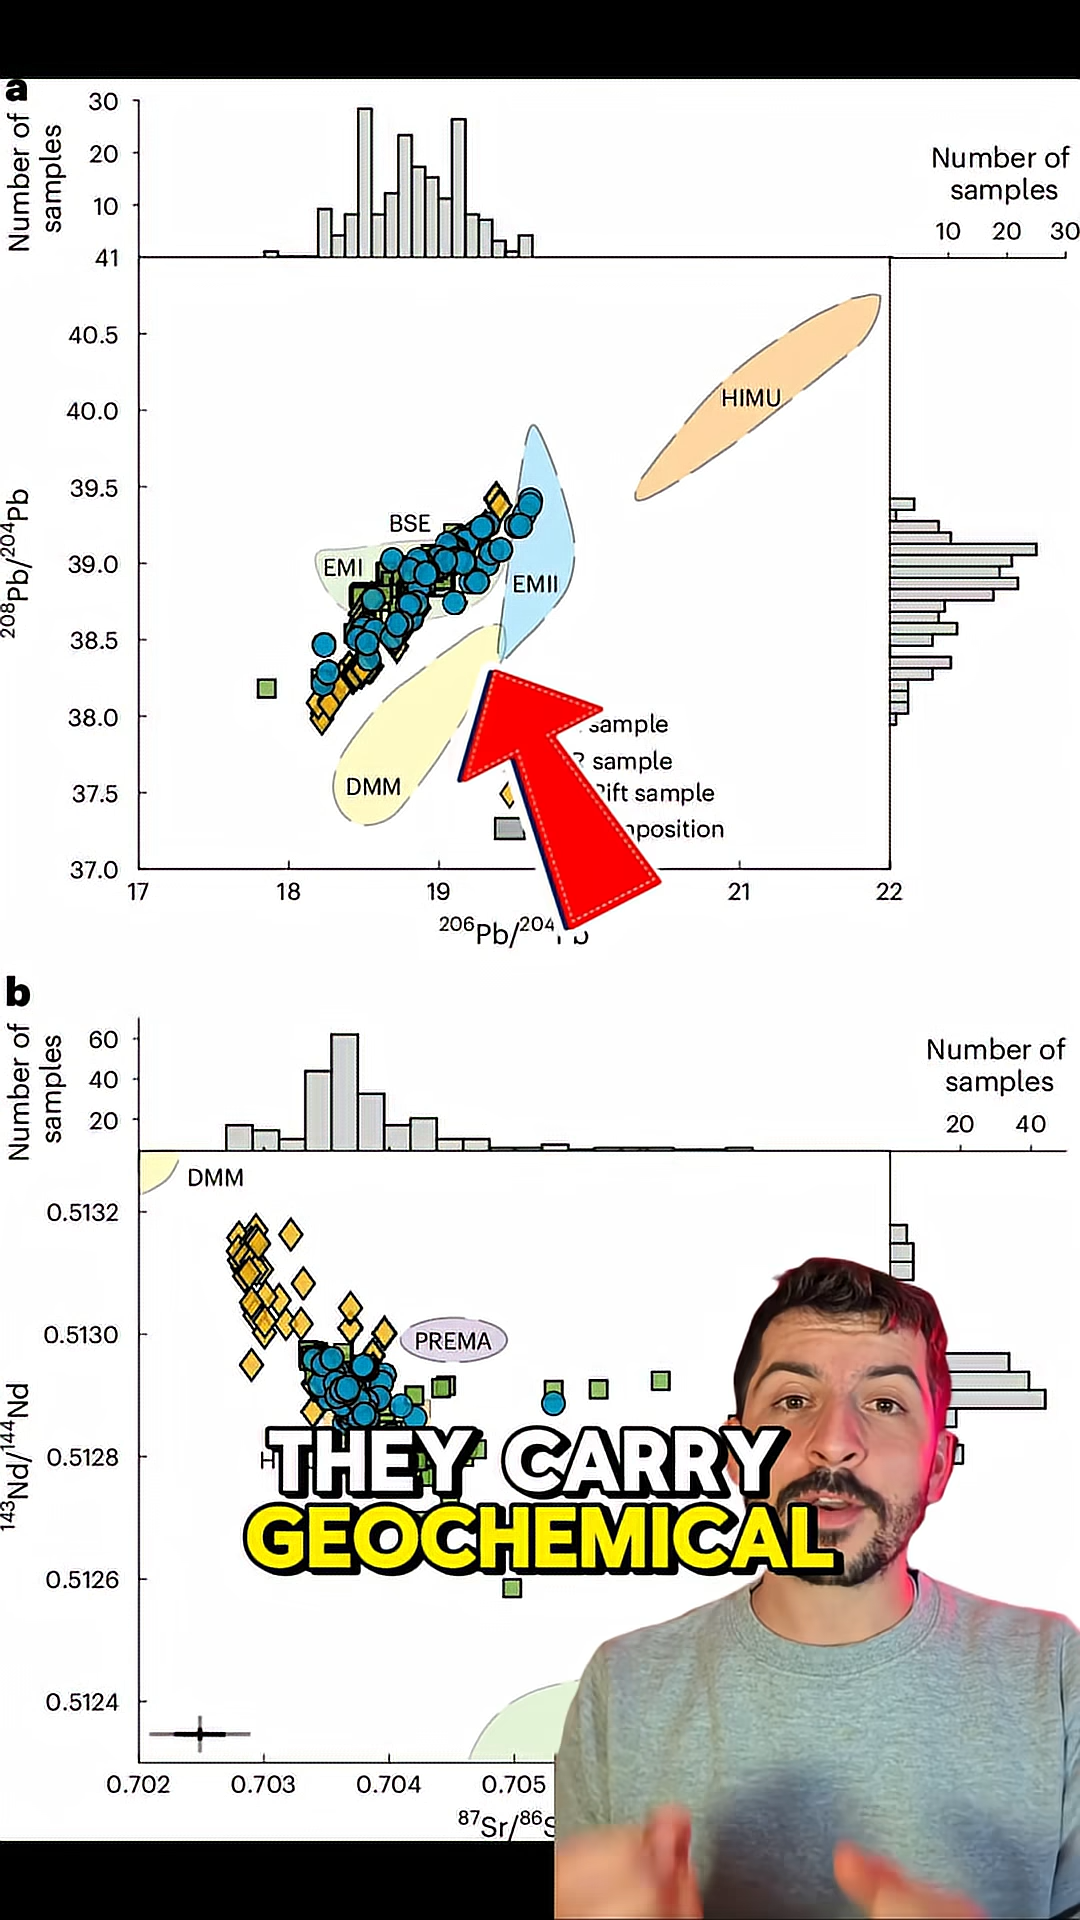 a
Number of
samples
30
20
10
Number of
samples
10 20 30
41
40.5
40.0
39.5
39.0
38.5
38.0
37.5
37.0
²⁰⁸Pb/²⁰⁴Pb
HIMU
BSE
EMI
EMII
DMM
sample
sample
Rift sample
17 18 19 21 22
²⁰⁶Pb/²⁰⁴Pb
b
Number of
samples
60
40
20
Number of
samples
20 40
DMM
0.5132
0.5130
0.5128
0.5126
0.5124
¹⁴³Nd/¹⁴⁴Nd
PREMA
THEY CARRY
GEOCHEMICAL
0.702 0.703 0.704 0.705
⁸⁷Sr/⁸⁶S